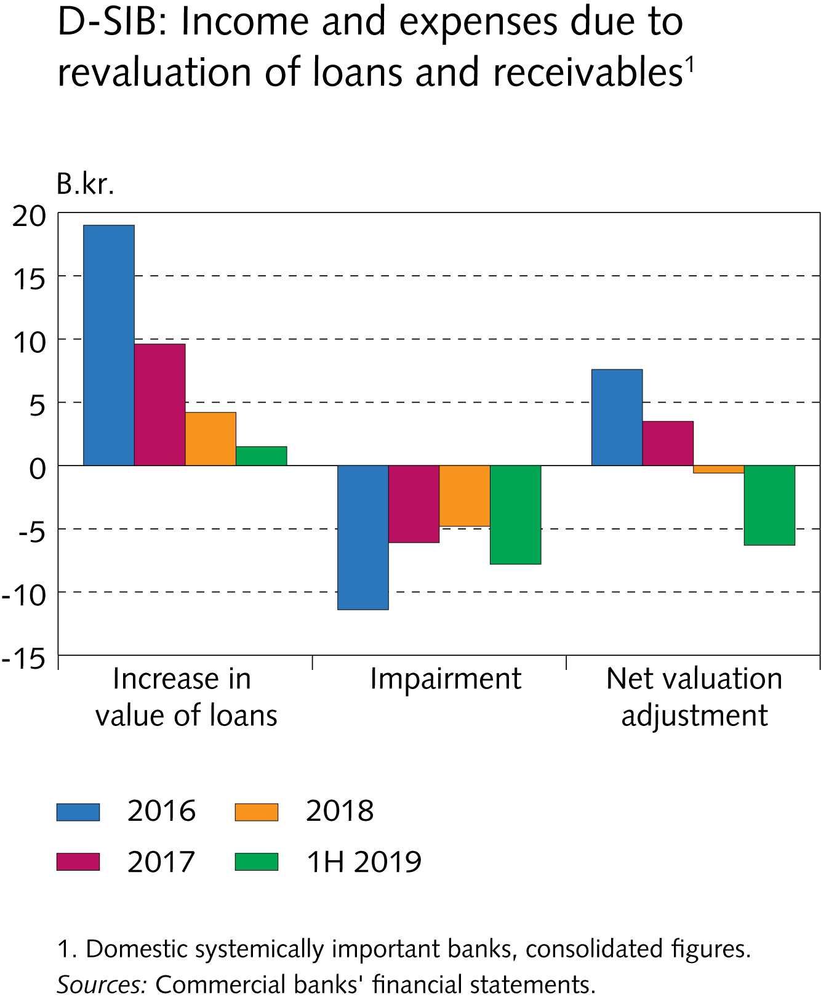 D-SIB: Income and expenses due to
revaluation of loans and receivables¹
B.kr.
20
15
10
5
0
-5
-10
-15
Increase in
value of loans
Impairment
Net valuation
adjustment
2016
2018
2017
1H 2019
1. Domestic systemically important banks, consolidated figures.
Sources: Commercial banks' financial statements.